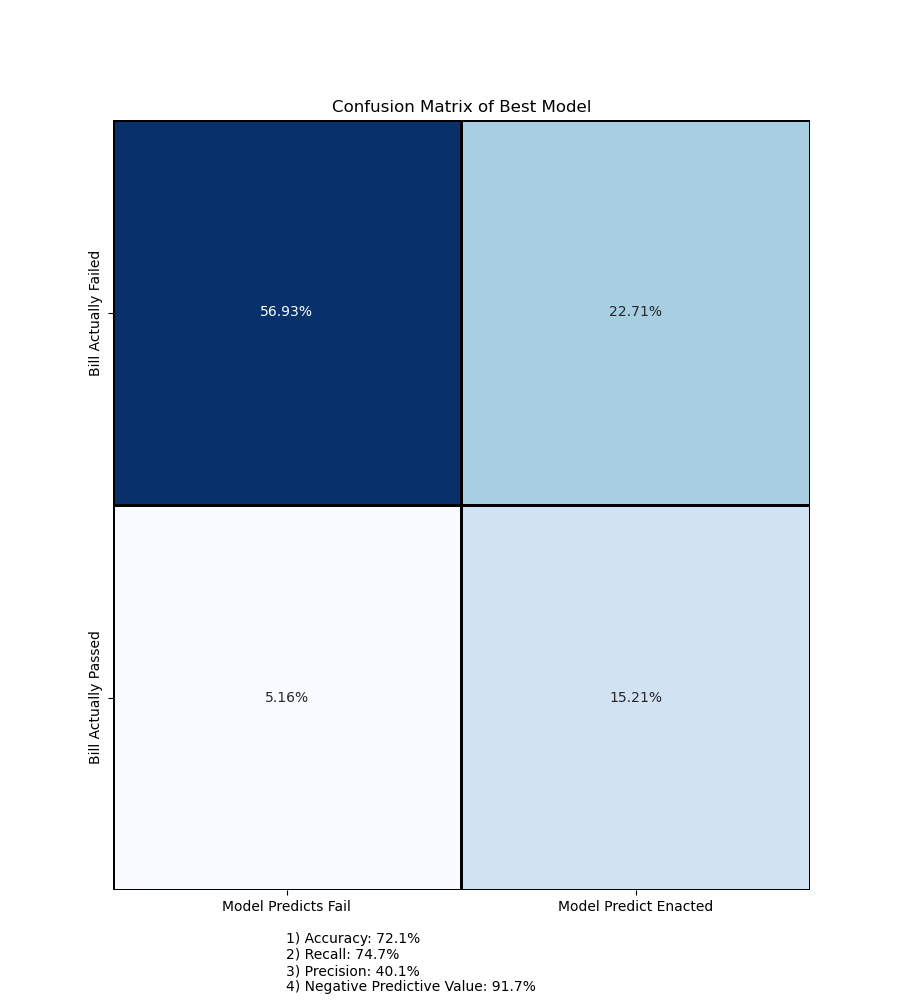 Confusion Matrix of Best Model
Bill Actually Failed
56.93%
22.71%
Bill Actually Passed
5.16%
15.21%
Model Predicts Fail
Model Predict Enacted
1) Accuracy: 72.1%
2) Recall: 74.7%
3) Precision: 40.1%
4) Negative Predictive Value: 91.7%